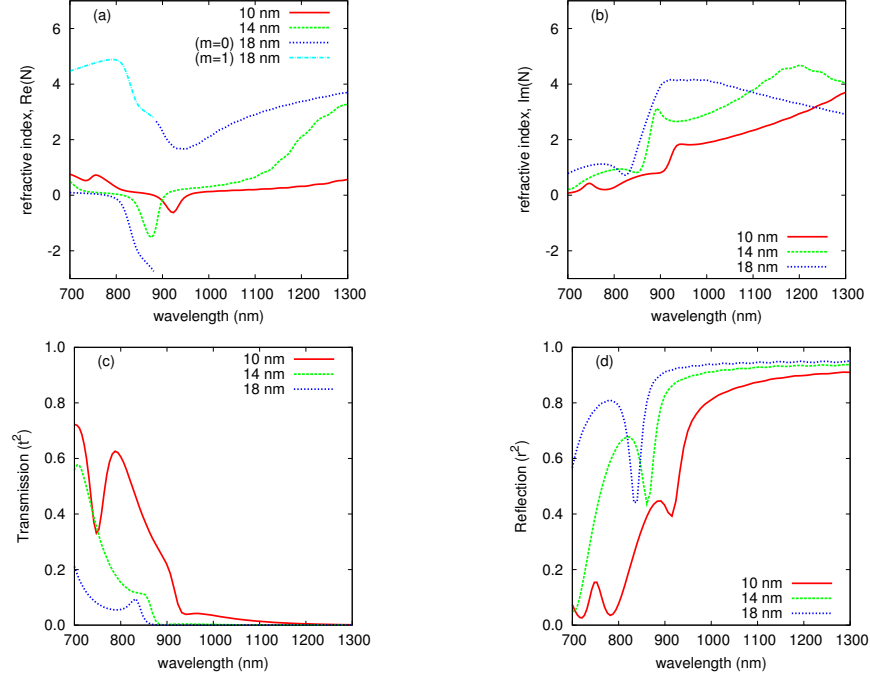 (a)
10 nm
14 nm
(m=0) 18 nm
(m=1) 18 nm
refractive index, Re(N)
6
4
2
0
-2
700 800 900 1000 1100 1200 1300
wavelength (nm)
(b)
refractive index, Im(N)
6
4
2
0
-2
10 nm
14 nm
18 nm
700 800 900 1000 1100 1200 1300
wavelength (nm)
(c)
10 nm
14 nm
18 nm
Transmission (t²)
1.0
0.8
0.6
0.4
0.2
0.0
700 800 900 1000 1100 1200 1300
wavelength (nm)
(d)
Reflection (r²)
1.0
0.8
0.6
0.4
0.2
0.0
10 nm
14 nm
18 nm
700 800 900 1000 1100 1200 1300
wavelength (nm)